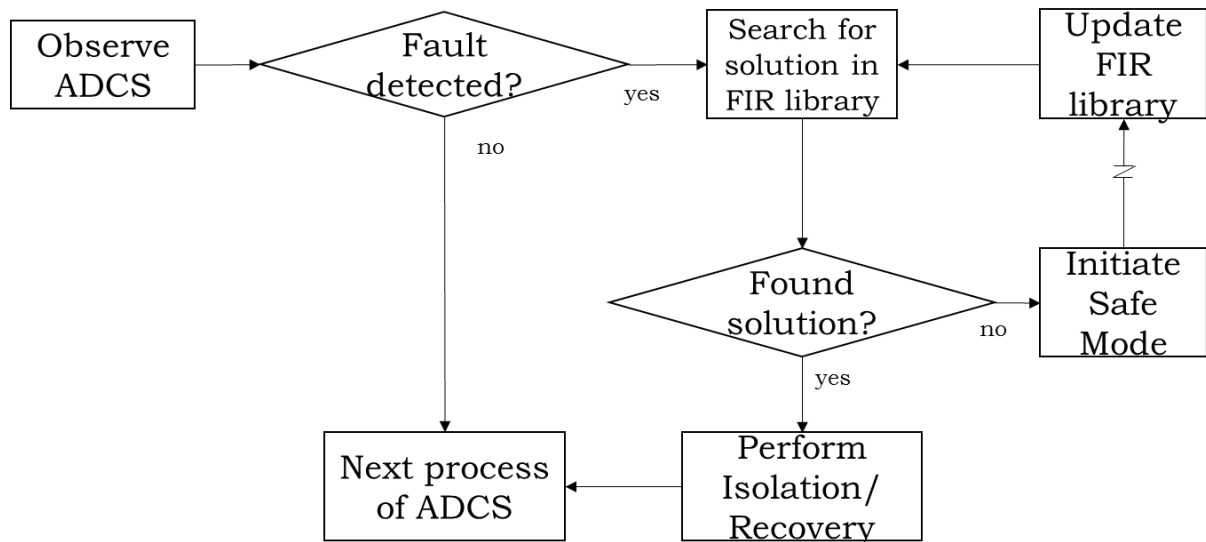 Observe
ADCS
Fault
detected?
yes
no
Search for
solution in
FIR library
Update
FIR
library
Found
solution?
no
yes
Initiate
Safe
Mode
Next process
of ADCS
Perform
Isolation/
Recovery